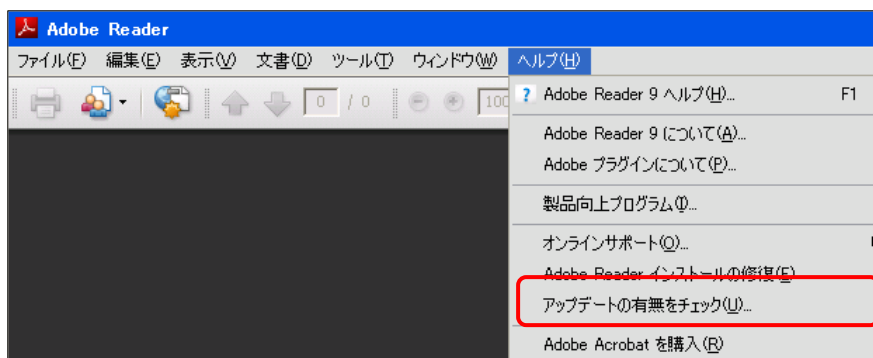 Adobe Reader
ファイル(F) 編集(E) 表示(V) 文書(D) ツール(T) ウィンドウ(W) ヘルプ(H)
0 / 0 100
? Adobe Reader 9 ヘルプ(H)... F1
Adobe Reader 9 について(A)...
Adobe プラグインについて(P)...
製品向上プログラム(I)...
オンラインサポート(O)...
Adobe Reader インストールの修復(E)
アップデートの有無をチェック(U)...
Adobe Acrobat を購入(R)